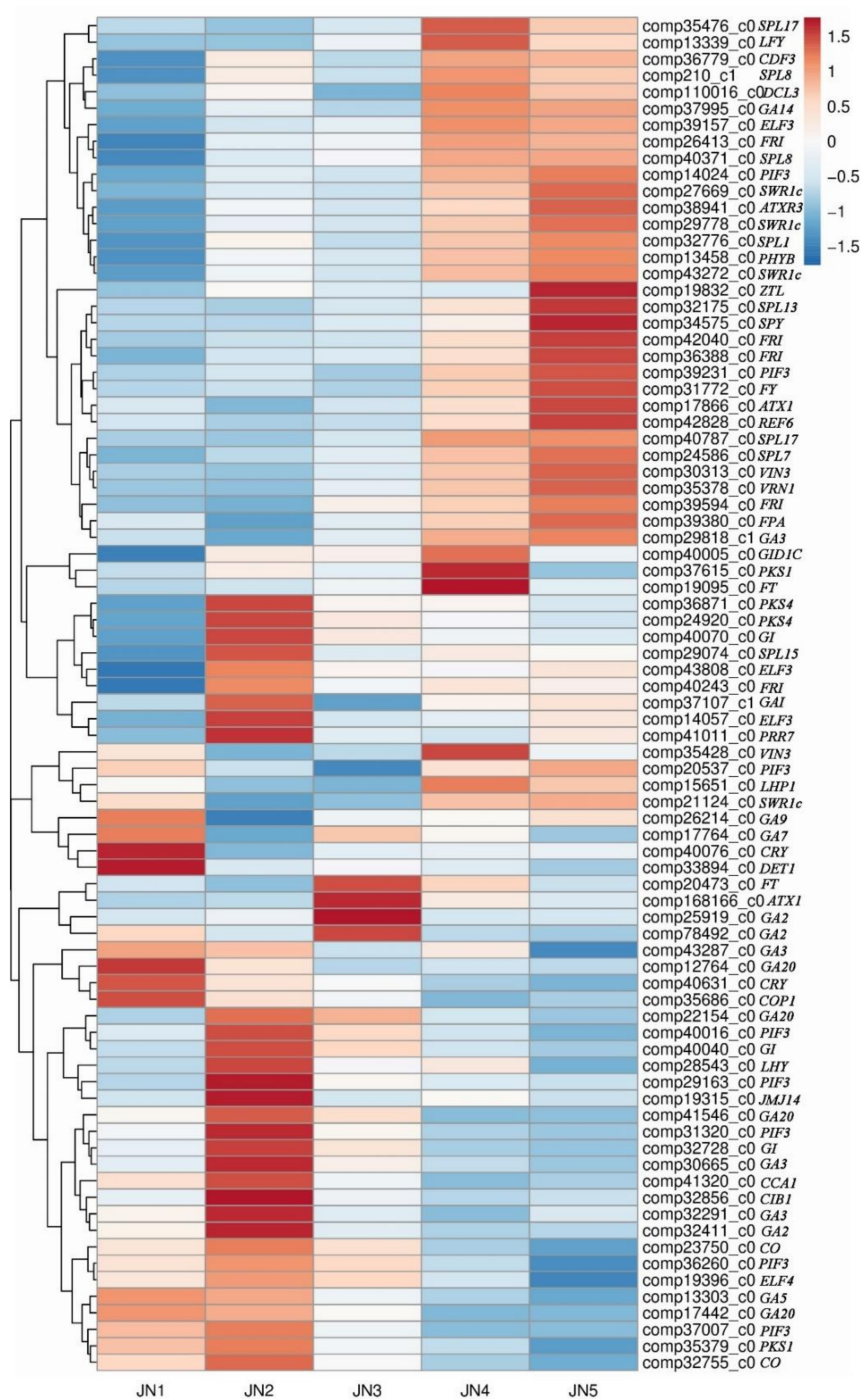 comp35476_c0 SPL17
comp13339_c0 LFY
comp36779_c0 CDF3
comp210_c1 SPL8
comp110016_c0 DCL3
comp37995_c0 GA14
comp39157_c0 ELF3
comp26413_c0 FRI
comp40371_c0 SPL8
comp14024_c0 PIF3
comp27669_c0 SWR1c
comp38941_c0 ATXR3
comp29778_c0 SWR1c
comp32776_c0 SPL1
comp13458_c0 PHYB
comp43272_c0 SWR1c
comp19832_c0 ZTL
comp32175_c0 SPL13
comp34575_c0 SPY
comp42040_c0 FRI
comp36388_c0 FRI
comp39231_c0 PIF3
comp31772_c0 FY
comp17866_c0 ATX1
comp42828_c0 REF6
comp40787_c0 SPL17
comp24586_c0 SPL7
comp30313_c0 VIN3
comp35378_c0 VRN1
comp39594_c0 FRI
comp39380_c0 FPA
comp29818_c1 GA3
comp40005_c0 GID1C
comp37615_c0 PKS1
comp19095_c0 FT
comp36871_c0 PKS4
comp24920_c0 PKS4
comp40070_c0 GI
comp29074_c0 SPL15
comp43808_c0 ELF3
comp40243_c0 FRI
comp37107_c1 GAI
comp14057_c0 ELF3
comp41011_c0 PRR7
comp35428_c0 VIN3
comp20537_c0 PIF3
comp15651_c0 LHP1
comp21124_c0 SWR1c
comp26214_c0 GA9
comp17764_c0 GA7
comp40076_c0 CRY
comp33894_c0 DET1
comp20473_c0 FT
comp168166_c0 ATX1
comp25919_c0 GA2
comp78492_c0 GA2
comp43287_c0 GA3
comp12764_c0 GA20
comp40631_c0 CRY
comp35686_c0 COP1
comp22154_c0 GA20
comp40016_c0 PIF3
comp40040_c0 GI
comp28543_c0 LHY
comp29163_c0 PIF3
comp19315_c0 JMJ14
comp41546_c0 GA20
comp31320_c0 PIF3
comp32728_c0 GI
comp30665_c0 GA3
comp41320_c0 CCA1
comp32856_c0 CIB1
comp32291_c0 GA3
comp32411_c0 GA2
comp23750_c0 CO
comp36260_c0 PIF3
comp19396_c0 ELF4
comp13303_c0 GA5
comp17442_c0 GA20
comp37007_c0 PIF3
comp35379_c0 PKS1
comp32755_c0 CO
1.5
1
0.5
0
−0.5
−1
−1.5
JN1 JN2 JN3 JN4 JN5